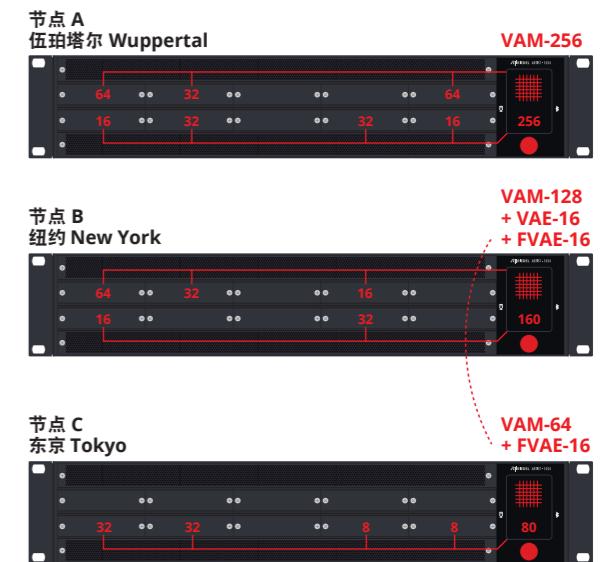 节点 A
伍珀塔尔 Wuppertal
VAM-256
64 32 64
16 32 32 16 256
VAM-128
+ VAE-16
+ FVAE-16
节点 B
纽约 New York
64 32 16
16 32 160
VAM-64
+ FVAE-16
节点 C
东京 Tokyo
32 32 8 8 80